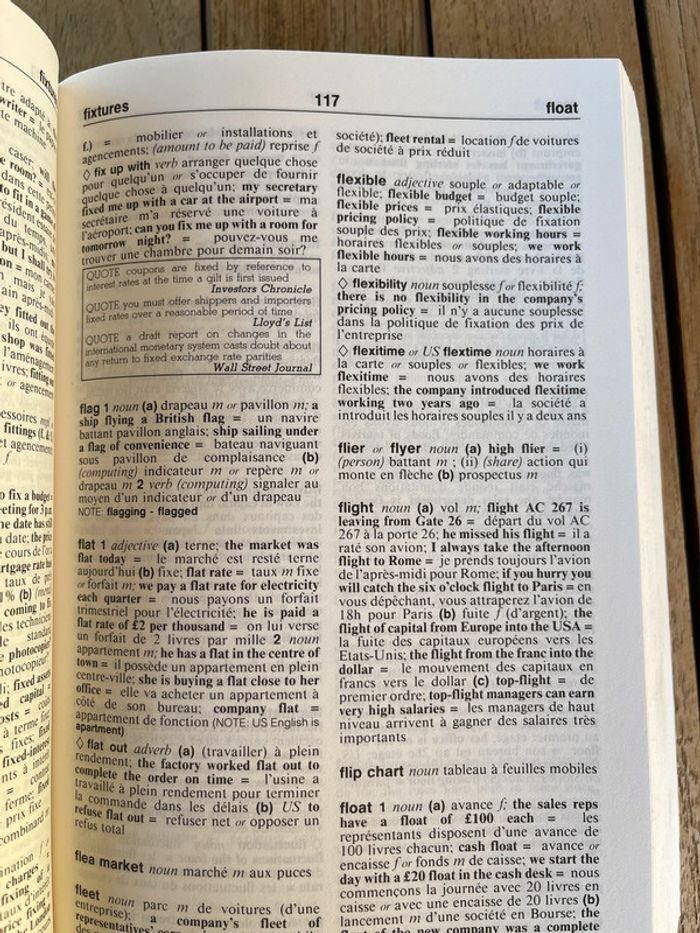 fixtures
117
float
f.) = mobilier or installations et
agencements; (amount to be paid) reprise f
◊ fix up with verb arranger quelque chose
pour quelqu'un or s'occuper de fournir
quelque chose à quelqu'un; my secretary
fixed me up with a car at the airport = ma
secrétaire m'a réservé une voiture à
l'aéroport; can you fix me up with a room for
tomorrow night? = pouvez-vous me
trouver une chambre pour demain soir?
QUOTE coupons are fixed by reference to
interest rates at the time a gilt is first issued
Investors Chronicle
QUOTE you must offer shippers and importers
fixed rates over a reasonable period of time
Lloyd's List
QUOTE a draft report on changes in the
international monetary system casts doubt about
any return to fixed exchange rate parities
Wall Street Journal
flag 1 noun (a) drapeau m or pavillon m; a
ship flying a British flag = un navire
battant pavillon anglais; ship sailing under
a flag of convenience = bateau naviguant
sous pavillon de complaisance (b)
(computing) indicateur m or repère m or
drapeau m 2 verb (computing) signaler au
moyen d'un indicateur or d'un drapeau
NOTE: flagging - flagged
flat 1 adjective (a) terne; the market was
flat today = le marché est resté terne
aujourd'hui (b) fixe; flat rate = taux m fixe
or forfait m; we pay a flat rate for electricity
each quarter = nous payons un forfait
trimestriel pour l'électricité; he is paid a
flat rate of £2 per thousand = on lui verse
un forfait de 2 livres par mille 2 noun
appartement m; he has a flat in the centre of
town = il possède un appartement en plein
centre-ville; she is buying a flat close to her
office = elle va acheter un appartement à
côté de son bureau; company flat =
appartement de fonction (NOTE: US English is
apartment)
◊ flat out adverb (a) (travailler) à plein
rendement; the factory worked flat out to
complete the order on time = l'usine a
travaillé à plein rendement pour terminer
la commande dans les délais (b) US to
refuse flat out = refuser net or opposer un
refus total
flea market noun marché m aux puces
fleet noun parc m de voitures (d'une
entreprise); a company's fleet of
representatives'
société); fleet rental = location f de voitures
de société à prix réduit
flexible adjective souple or adaptable or
flexible; flexible budget = budget souple;
flexible prices = prix élastiques; flexible
pricing policy = politique de fixation
souple des prix; flexible working hours =
horaires flexibles or souples; we work
flexible hours = nous avons des horaires à
la carte
◊ flexibility noun souplesse f or flexibilité f;
there is no flexibility in the company's
pricing policy = il n'y a aucune souplesse
dans la politique de fixation des prix de
l'entreprise
◊ flexitime or US flextime noun horaires à
la carte or souples or flexibles; we work
flexitime = nous avons des horaires
flexibles; the company introduced flexitime
working two years ago = la société a
introduit les horaires souples il y a deux ans
flier or flyer noun (a) high flier = (i)
(person) battant m ; (ii) (share) action qui
monte en flèche (b) prospectus m
flight noun (a) vol m; flight AC 267 is
leaving from Gate 26 = départ du vol AC
267 à la porte 26; he missed his flight = il a
raté son avion; I always take the afternoon
flight to Rome = je prends toujours l'avion
de l'après-midi pour Rome; if you hurry you
will catch the six o'clock flight to Paris = en
vous dépêchant, vous attraperez l'avion de
18h pour Paris (b) fuite f (d'argent); the
flight of capital from Europe into the USA =
la fuite des capitaux européens vers les
Etats-Unis; the flight from the franc into the
dollar = le mouvement des capitaux en
francs vers le dollar (c) top-flight = de
premier ordre; top-flight managers can earn
very high salaries = les managers de haut
niveau arrivent à gagner des salaires très
importants
flip chart noun tableau à feuilles mobiles
float 1 noun (a) avance f; the sales reps
have a float of £100 each = les
représentants disposent d'une avance de
100 livres chacun; cash float = avance or
encaisse f or fonds m de caisse; we start the
day with a £20 float in the cash desk = nous
commençons la journée avec 20 livres en
caisse or avec une encaisse de 20 livres (b)
lancement m d'une société en Bourse; the
float of the new company was a complete